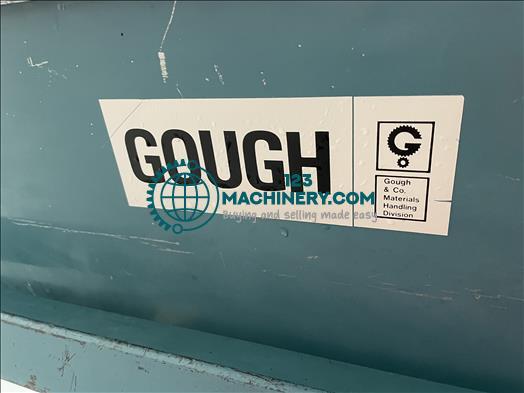 GOUGH
G
Gough
& Co.
Materials
Handling
Division
123
MACHINERY.COM
Buying and selling made easy